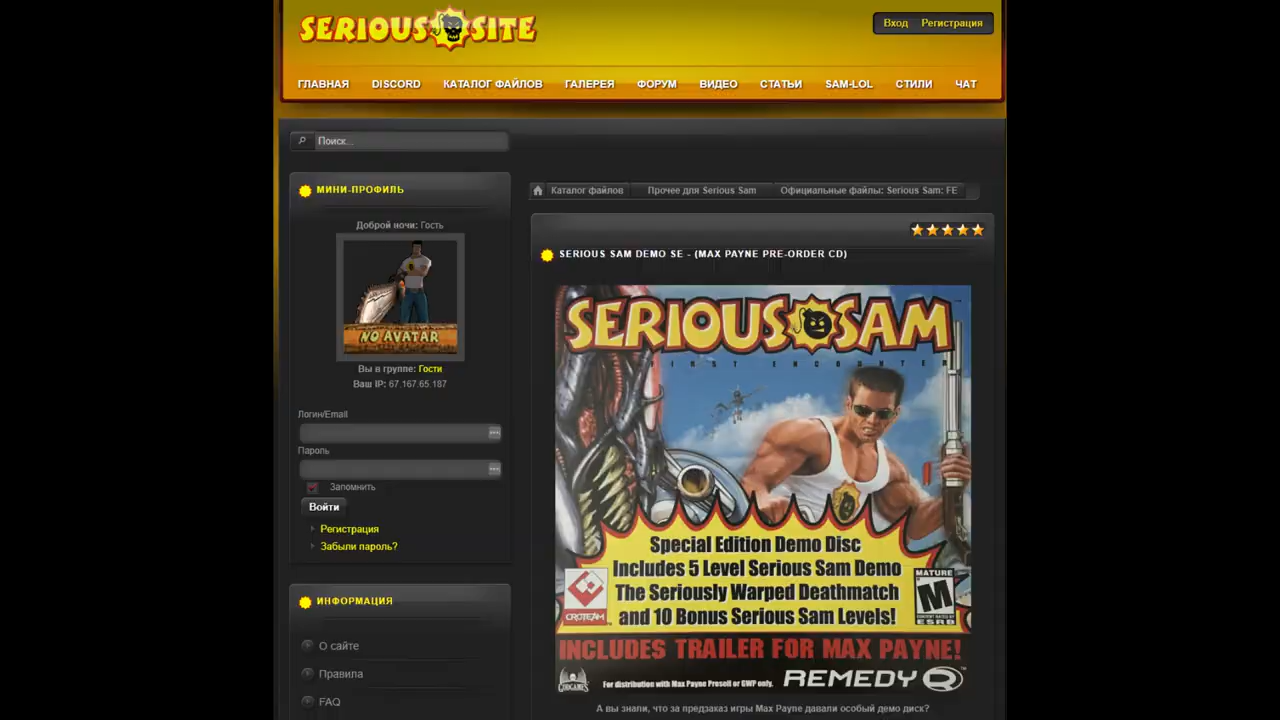 SERIOUS SITE
Вход Регистрация
ГЛАВНАЯ DISCORD КАТАЛОГ ФАЙЛОВ ГАЛЕРЕЯ ФОРУМ ВИДЕО СТАТЬИ SAM-LOL СТИЛИ ЧАТ
Поиск...
МИНИ-ПРОФИЛЬ
Доброй ночи: Гость
NO AVATAR
Вы в группе: Гости
Ваш IP: 67.167.65.187
Логин/Email
Пароль
Запомнить
Войти
Регистрация
Забыли пароль?
ИНФОРМАЦИЯ
О сайте
Правила
FAQ
Каталог файлов Прочее для Serious Sam Официальные файлы: Serious Sam: FE
SERIOUS SAM DEMO SE - (MAX PAYNE PRE-ORDER CD)
SERIOUS SAM
FIRST ENCOUNTER
Special Edition Demo Disc
Includes 5 Level Serious Sam Demo
The Seriously Warped Deathmatch
and 10 Bonus Serious Sam Levels!
CROTEAM
MATURE
M
CONTENT RATED BY
ESRB
INCLUDES TRAILER FOR MAX PAYNE!
GODGAMES
For distribution with Max Payne Presell or GWP only.
REMEDY
А вы знали, что за предзаказ игры Max Payne давали особый демо диск?